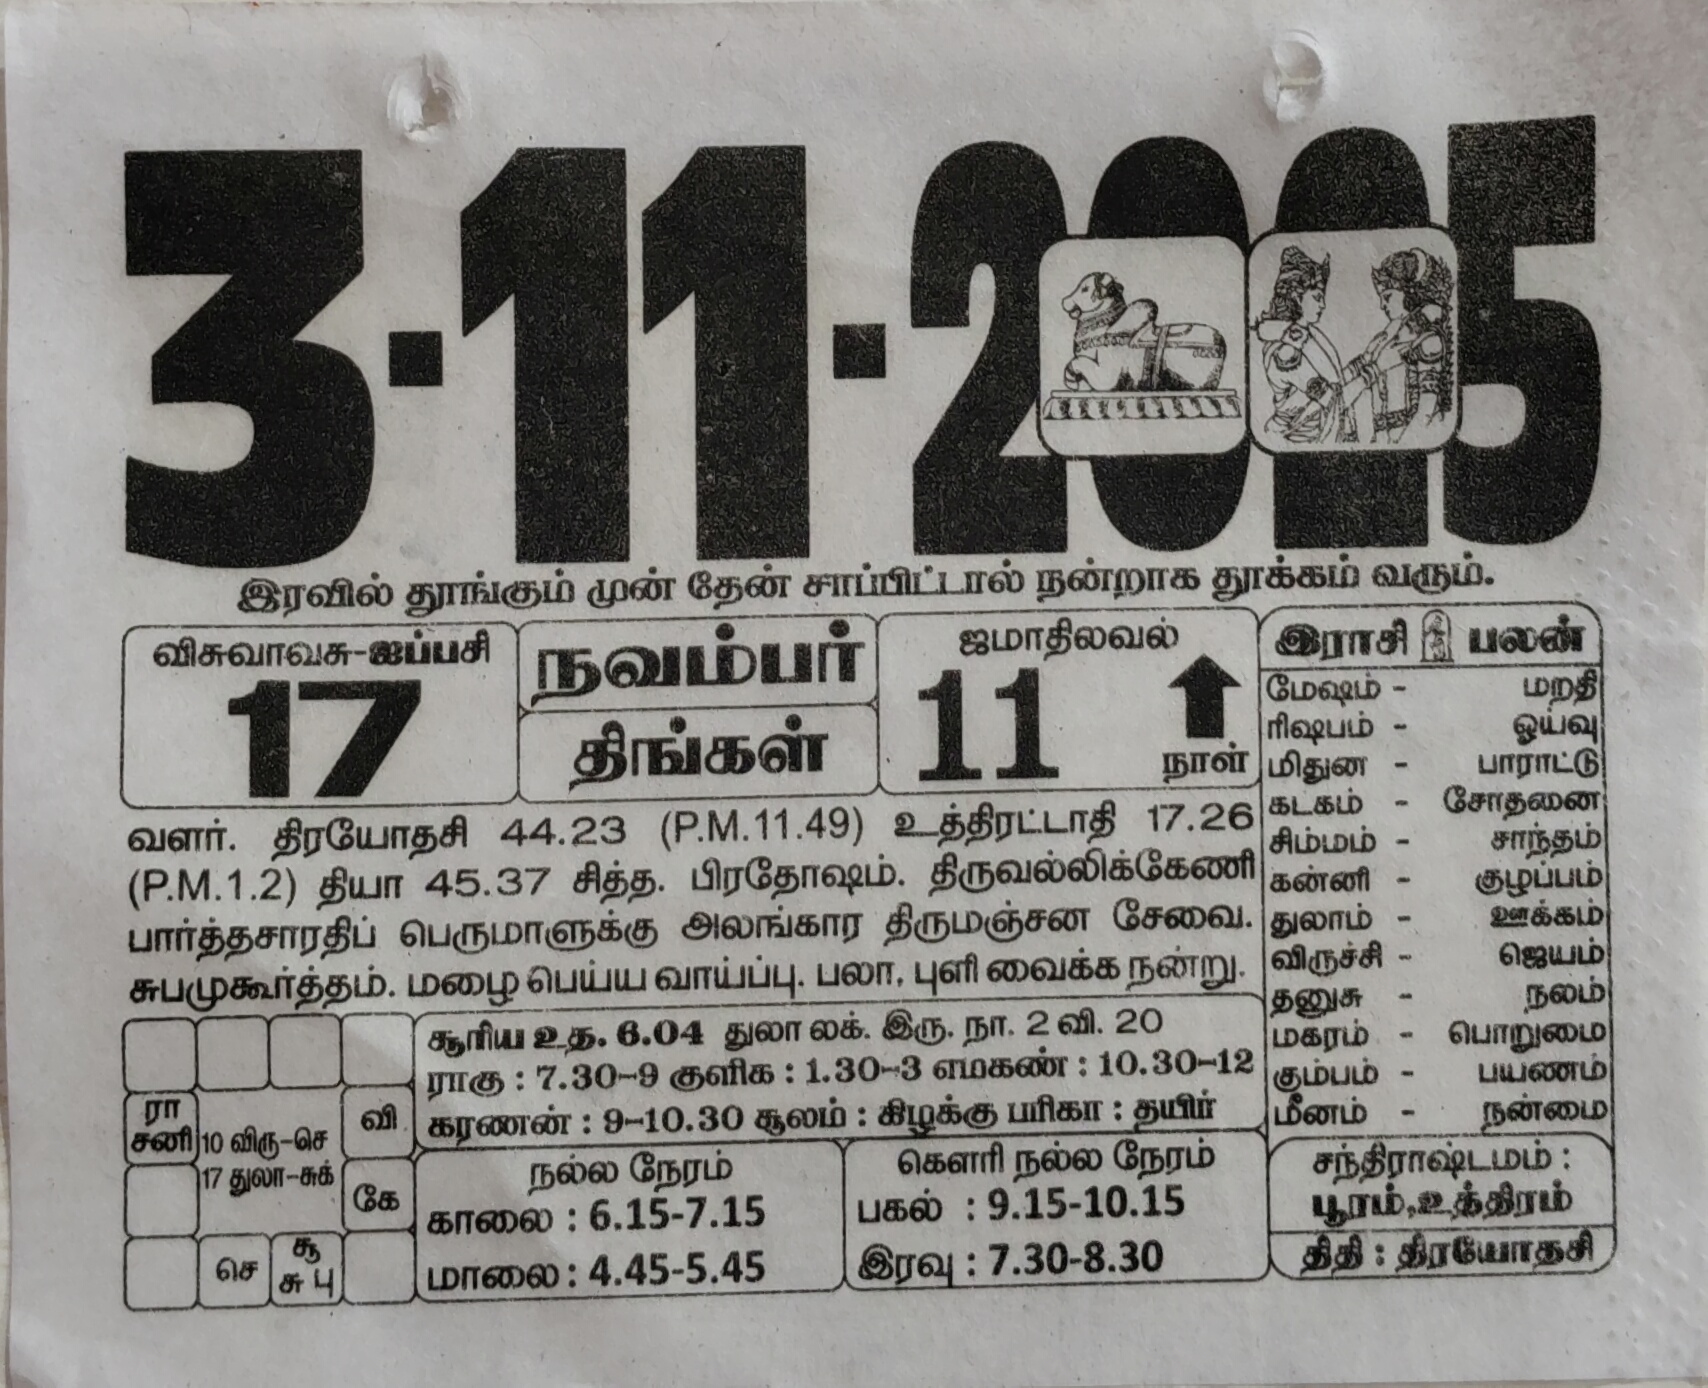 3-11-2025
இரவில் தூங்கும் முன் தேன் சாப்பிட்டால் நன்றாக தூக்கம் வரும்.
விசுவாவசு-ஐப்பசி
17
நவம்பர்
திங்கள்
ஜமாதிலவல்
11
நாள்
வளர். திரயோதசி 44.23 (P.M.11.49) உத்திரட்டாதி 17.26
(P.M.1.2) தியா 45.37 சித்த. பிரதோஷம். திருவல்லிக்கேணி
பார்த்தசாரதிப் பெருமாளுக்கு அலங்கார திருமஞ்சன சேவை.
சுபமுகூர்த்தம். மழை பெய்ய வாய்ப்பு. பலா, புளி வைக்க நன்று.
இராசி பலன்
மேஷம் - மறதி
ரிஷபம் - ஓய்வு
மிதுன - பாராட்டு
கடகம் - சோதனை
சிம்மம் - சாந்தம்
கன்னி - குழப்பம்
துலாம் - ஊக்கம்
விருச்சி - ஜெயம்
தனுசு - நலம்
மகரம் - பொறுமை
கும்பம் - பயணம்
மீனம் - நன்மை
சூரிய உத. 6.04 துலா லக். இரு. நா. 2 வி. 20
ராகு : 7.30-9 குளிக : 1.30-3 எமகண் : 10.30-12
கரணன் : 9-10.30 சூலம் : கிழக்கு பரிகா : தயிர்
ரா
சனி
10 விரு-செ
17 துலா-சுக்
வி
கே
செ
சூ
சு பு
நல்ல நேரம்
காலை : 6.15-7.15
மாலை : 4.45-5.45
கௌரி நல்ல நேரம்
பகல் : 9.15-10.15
இரவு : 7.30-8.30
சந்திராஷ்டமம் :
பூரம்,உத்திரம்
திதி : திரயோதசி